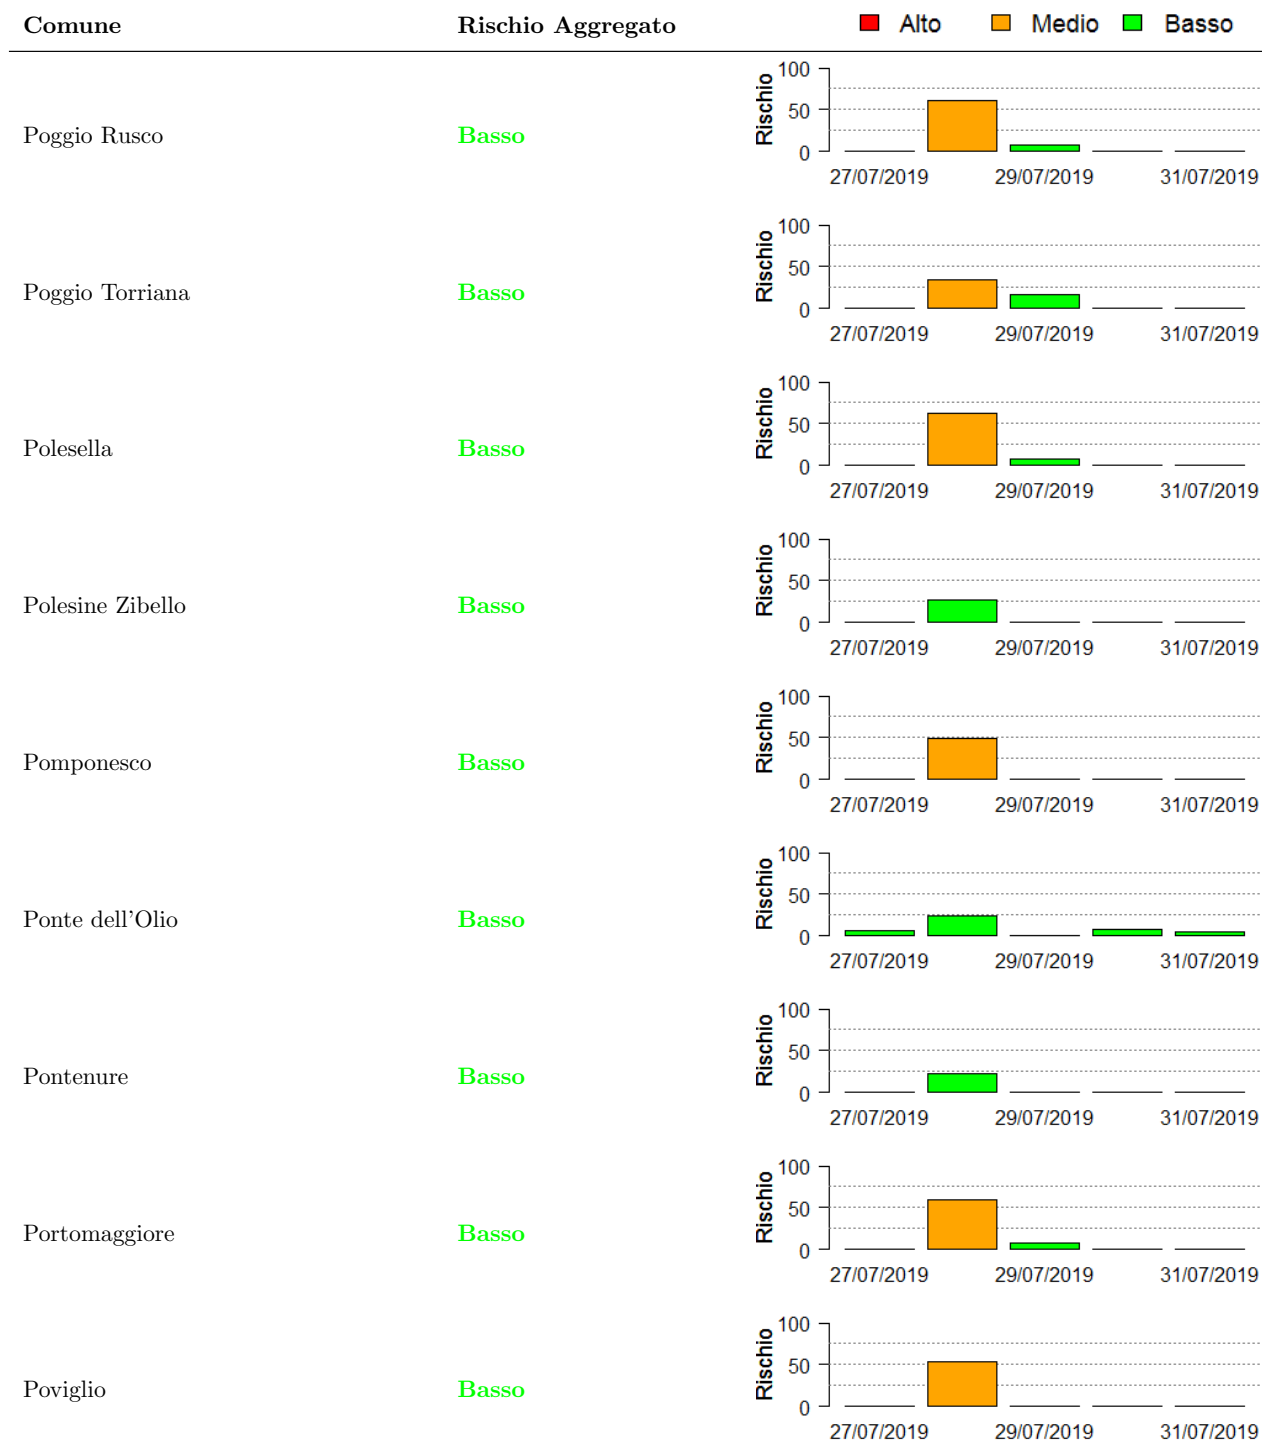 Comune Rischio Aggregato Alto Medio Basso
100
50
0
Rischio
Poggio Rusco Basso
27/07/2019 29/07/2019 31/07/2019
100
50
0
Rischio
Poggio Torriana Basso
27/07/2019 29/07/2019 31/07/2019
100
50
0
Rischio
Polesella Basso
27/07/2019 29/07/2019 31/07/2019
100
50
0
Rischio
Polesine Zibello Basso
27/07/2019 29/07/2019 31/07/2019
100
50
0
Rischio
Pomponesco Basso
27/07/2019 29/07/2019 31/07/2019
100
50
0
Rischio
Ponte dell'Olio Basso
27/07/2019 29/07/2019 31/07/2019
100
50
0
Rischio
Pontenure Basso
27/07/2019 29/07/2019 31/07/2019
100
50
0
Rischio
Portomaggiore Basso
27/07/2019 29/07/2019 31/07/2019
100
50
0
Rischio
Poviglio Basso
27/07/2019 29/07/2019 31/07/2019